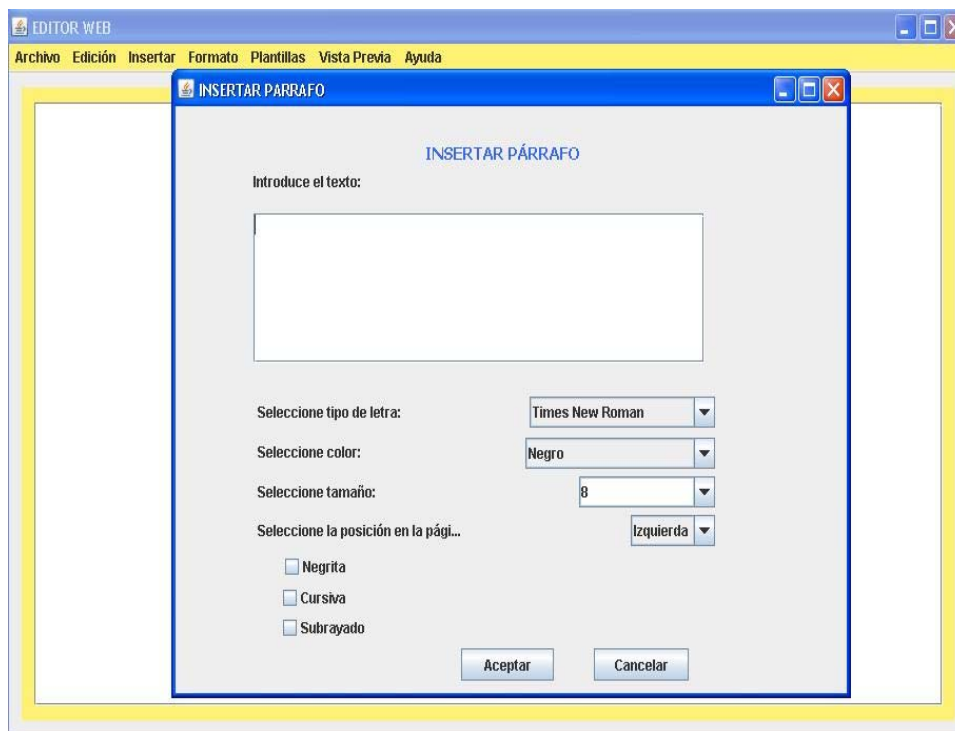 EDITOR WEB
Archivo Edición Insertar Formato Plantillas Vista Previa Ayuda
INSERTAR PARRAFO
INSERTAR PÁRRAFO
Introduce el texto:
Seleccione tipo de letra: Times New Roman
Seleccione color: Negro
Seleccione tamaño: 8
Seleccione la posición en la pági... Izquierda
Negrita
Cursiva
Subrayado
Aceptar Cancelar